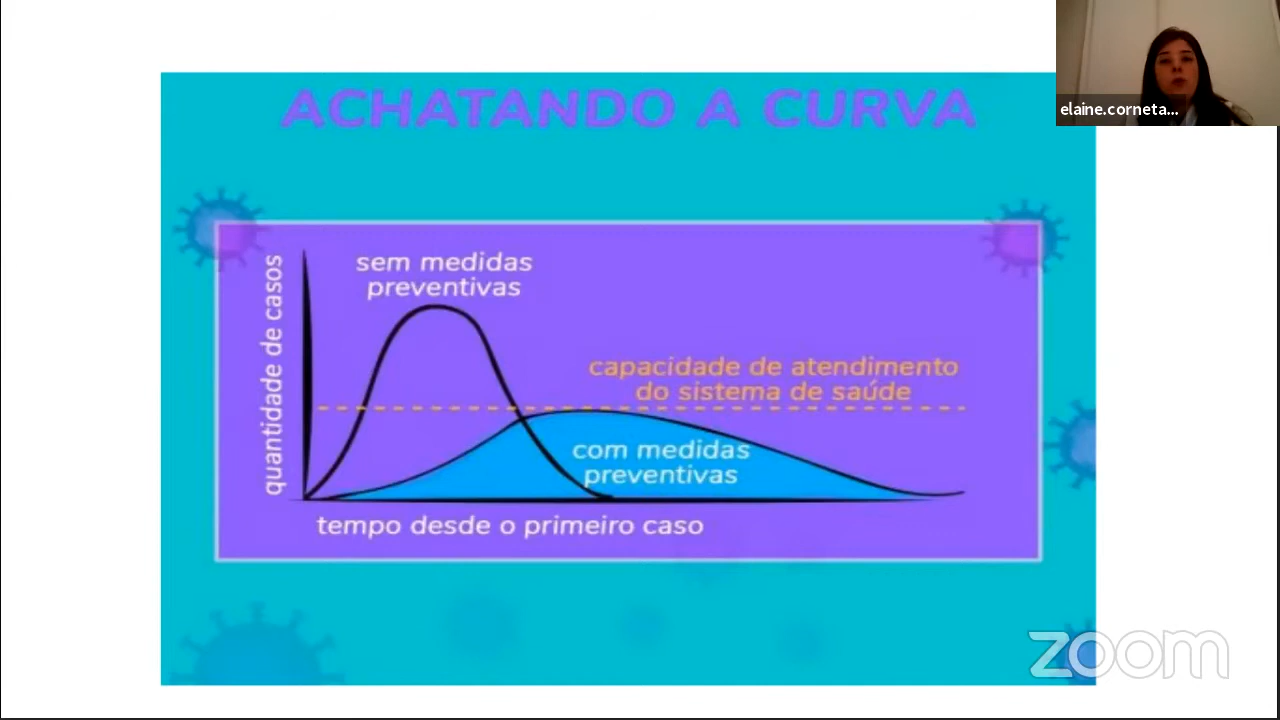 elaine.corneta...
ACHATANDO A CURVA
quantidade de casos
sem medidas
preventivas
capacidade de atendimento
do sistema de saúde
com medidas
preventivas
tempo desde o primeiro caso
zoom